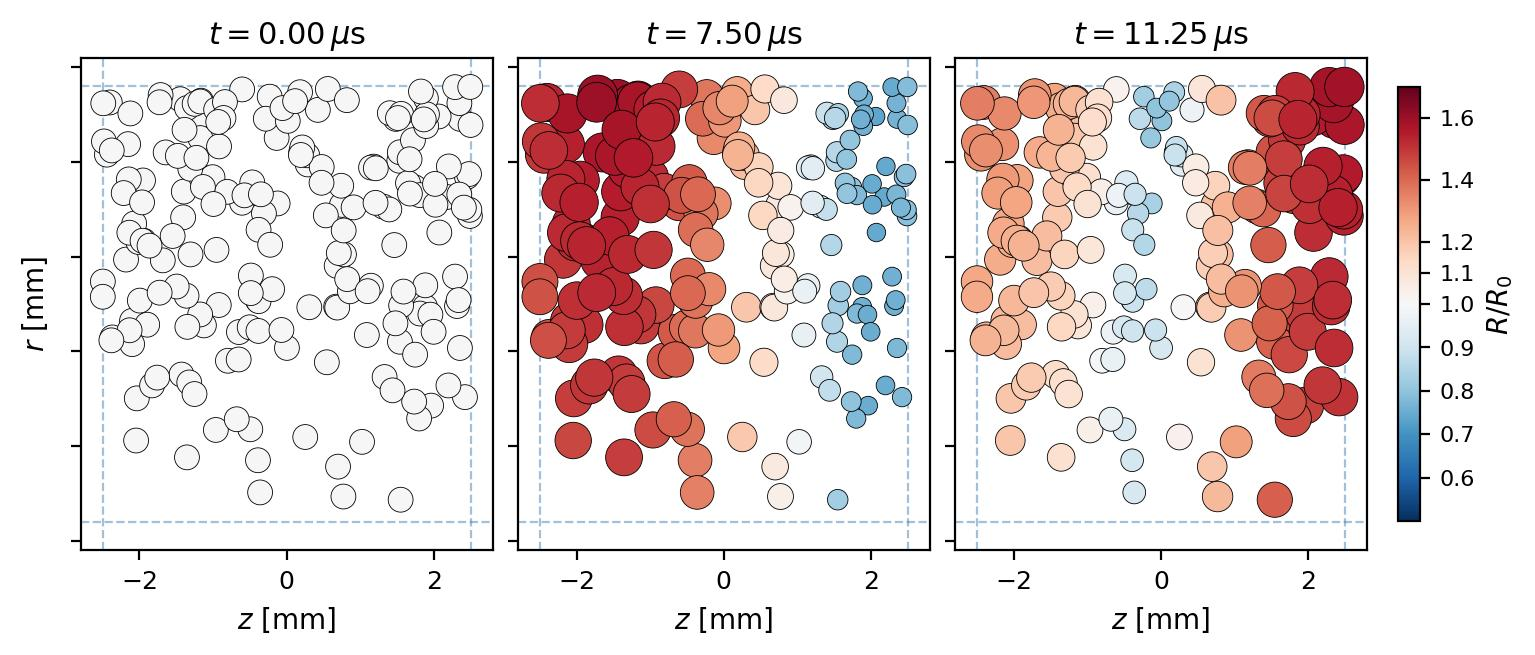 t = 0.00 μs
t = 7.50 μs
t = 11.25 μs
r [mm]
−2 0 2
−2 0 2
−2 0 2
z [mm]
z [mm]
z [mm]
1.6
1.4
1.2
1.1
1.0
0.9
0.8
0.7
0.6
R/R₀